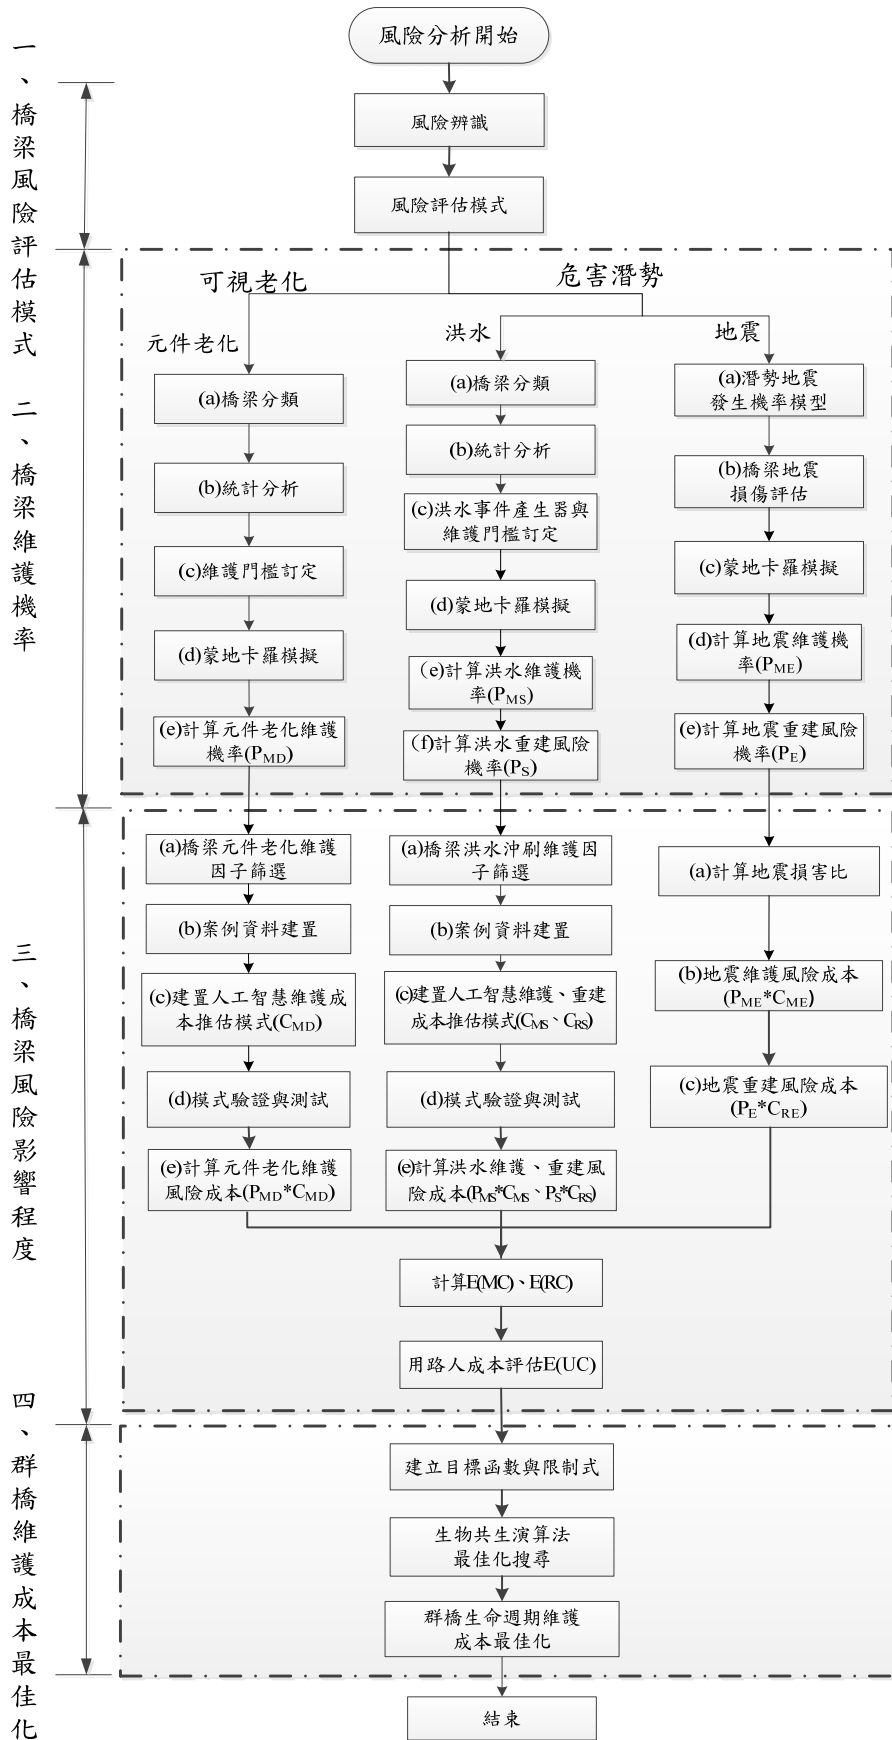 風險分析開始
一、橋梁風險評估模式
風險辨識
風險評估模式
二、橋梁維護機率
可視老化
危害潛勢
元件老化
(a)橋梁分類
(b)統計分析
(c)維護門檻訂定
(d)蒙地卡羅模擬
(e)計算元件老化維護
機率(PMD)
洪水
(a)橋梁分類
(b)統計分析
(c)洪水事件產生器與
維護門檻訂定
(d)蒙地卡羅模擬
(e)計算洪水維護機
率(PMS)
(f)計算洪水重建風險
機率(PS)
地震
(a)潛勢地震
發生機率模型
(b)橋梁地震
損傷評估
(c)蒙地卡羅模擬
(d)計算地震維護機
率(PME)
(e)計算地震重建風險
機率(PE)
三、橋梁風險影響程度
(a)橋梁元件老化維護
因子篩選
(b)案例資料建置
(c)建置人工智慧維護成
本推估模式(CMD)
(d)模式驗證與測試
(e)計算元件老化維護
風險成本(PMD*CMD)
(a)橋梁洪水沖刷維護因
子篩選
(b)案例資料建置
(c)建置人工智慧維護、重建
成本推估模式(CMS、CRS)
(d)模式驗證與測試
(e)計算洪水維護、重建風
險成本(PMS*CMS、PS*CRS)
(a)計算地震損害比
(b)地震維護風險成本
(PME*CME)
(c)地震重建風險成本
(PE*CRE)
計算E(MC)、E(RC)
用路人成本評估E(UC)
四、群橋維護成本最佳化
建立目標函數與限制式
生物共生演算法
最佳化搜尋
群橋生命週期維護
成本最佳化
結束